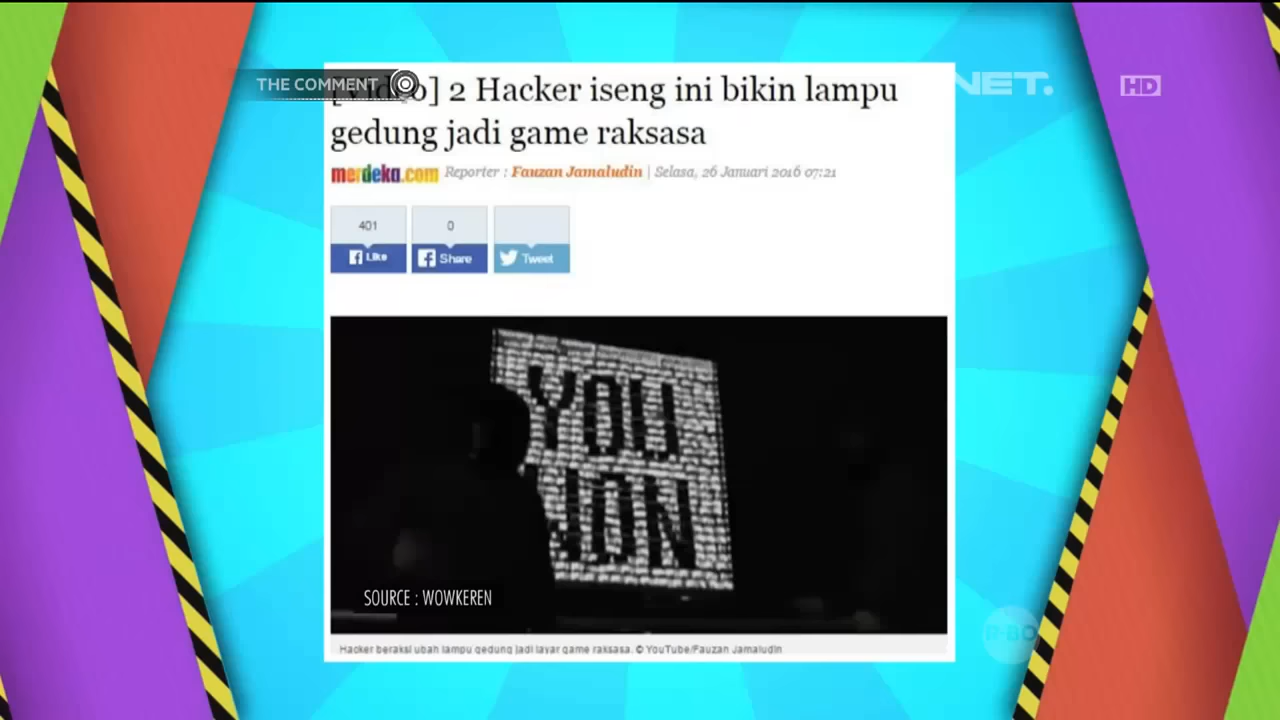 THE COMMENT
NET.
HD
[Video] 2 Hacker iseng ini bikin lampu
gedung jadi game raksasa
merdeka.com Reporter : Fauzan Jamaludin | Selasa, 26 Januari 2016 07:21
401
0
Like
Share
Tweet
YOU
WON
SOURCE : WOWKEREN
R-BO
Hacker beraksi ubah lampu gedung jadi layar game raksasa. © YouTube/Fauzan Jamaludin